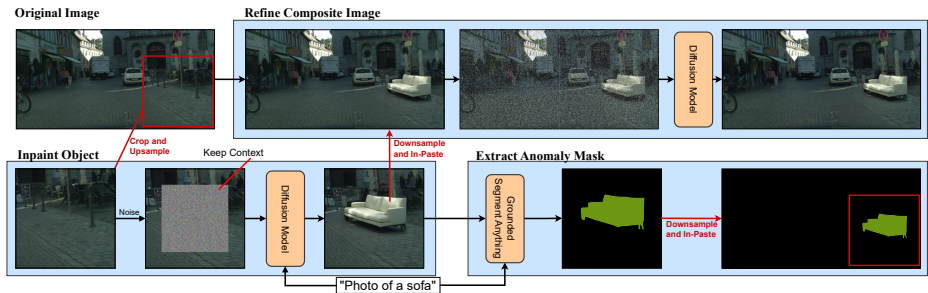 Original Image
Refine Composite Image
Diffusion Model
Crop and
Upsample
Downsample
and In-Paste
Inpaint Object
Keep Context
Extract Anomaly Mask
Noise
Diffusion Model
Grounded
Segment Anything
Downsample
and In-Paste
"Photo of a sofa"